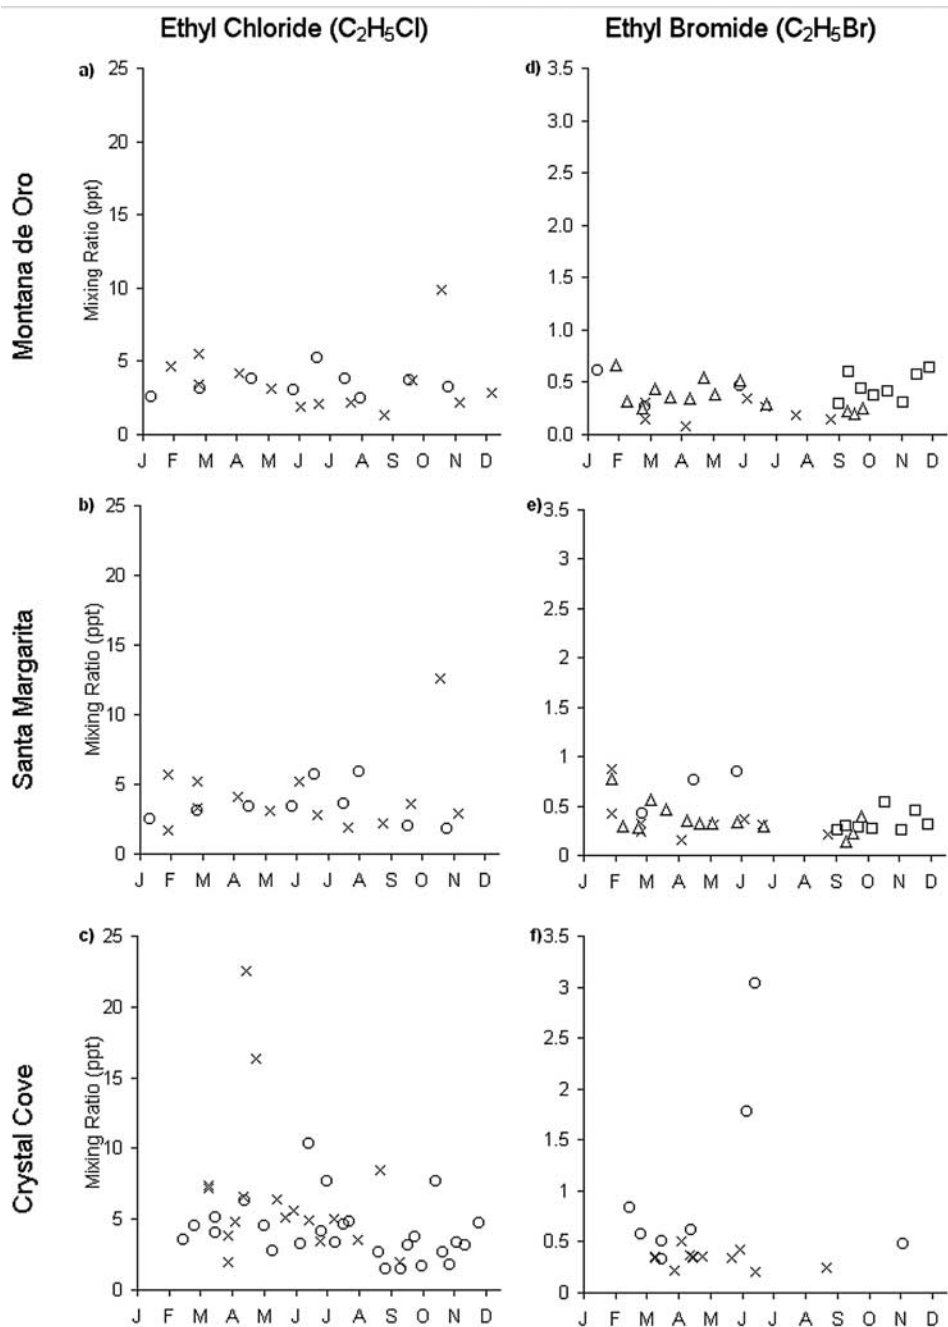 Ethyl Chloride (C2H5Cl)
Ethyl Bromide (C2H5Br)
Montana de Oro
a)
Mixing Ratio (ppt)
25
20
15
10
5
0
J F M A M J J A S O N D
d)
3.5
3.0
2.5
2.0
1.5
1.0
0.5
0.0
J F M A M J J A S O N D
Santa Margarita
b)
Mixing Ratio (ppt)
25
20
15
10
5
0
J F M A M J J A S O N D
e)
3.5
3
2.5
2
1.5
1
0.5
0
J F M A M J J A S O N D
Crystal Cove
c)
Mixing Ratio (ppt)
25
20
15
10
5
0
J F M A M J J A S O N D
f)
3.5
3
2.5
2
1.5
1
0.5
0
J F M A M J J A S O N D